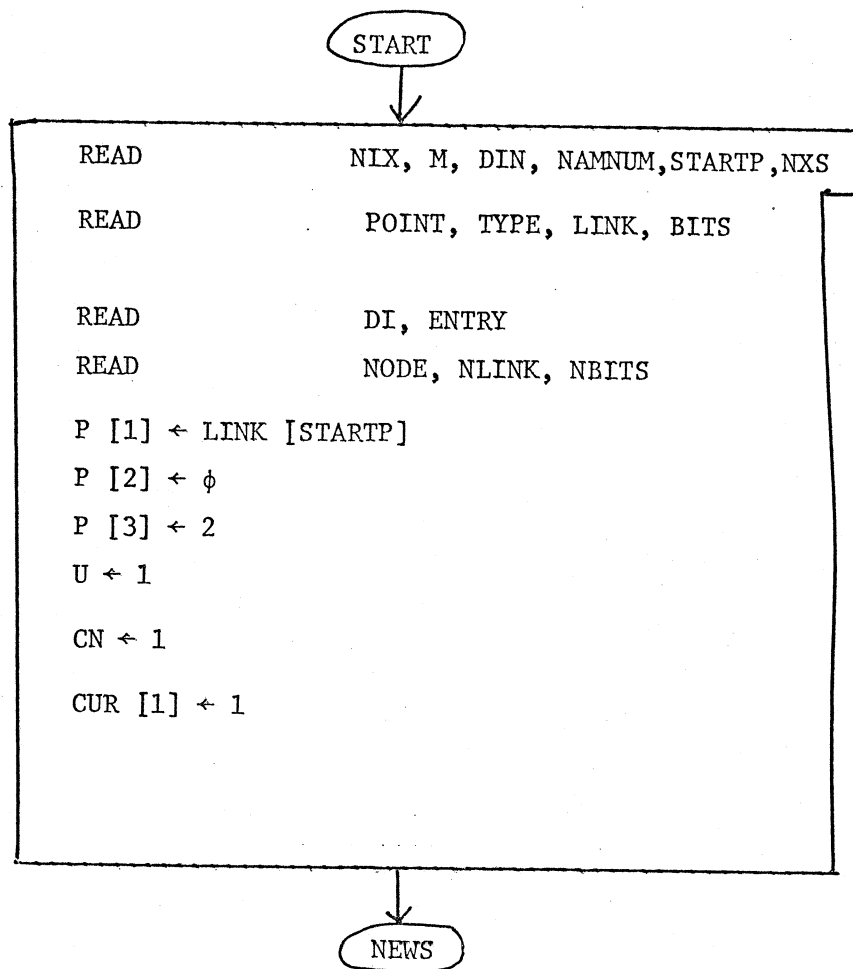 START
READ NIX, M, DIN, NAMNUM,STARTP,NXS
READ POINT, TYPE, LINK, BITS
READ DI, ENTRY
READ NODE, NLINK, NBITS
P [1] ← LINK [STARTP]
P [2] ← ϕ
P [3] ← 2
U ← 1
CN ← 1
CUR [1] ← 1
NEWS